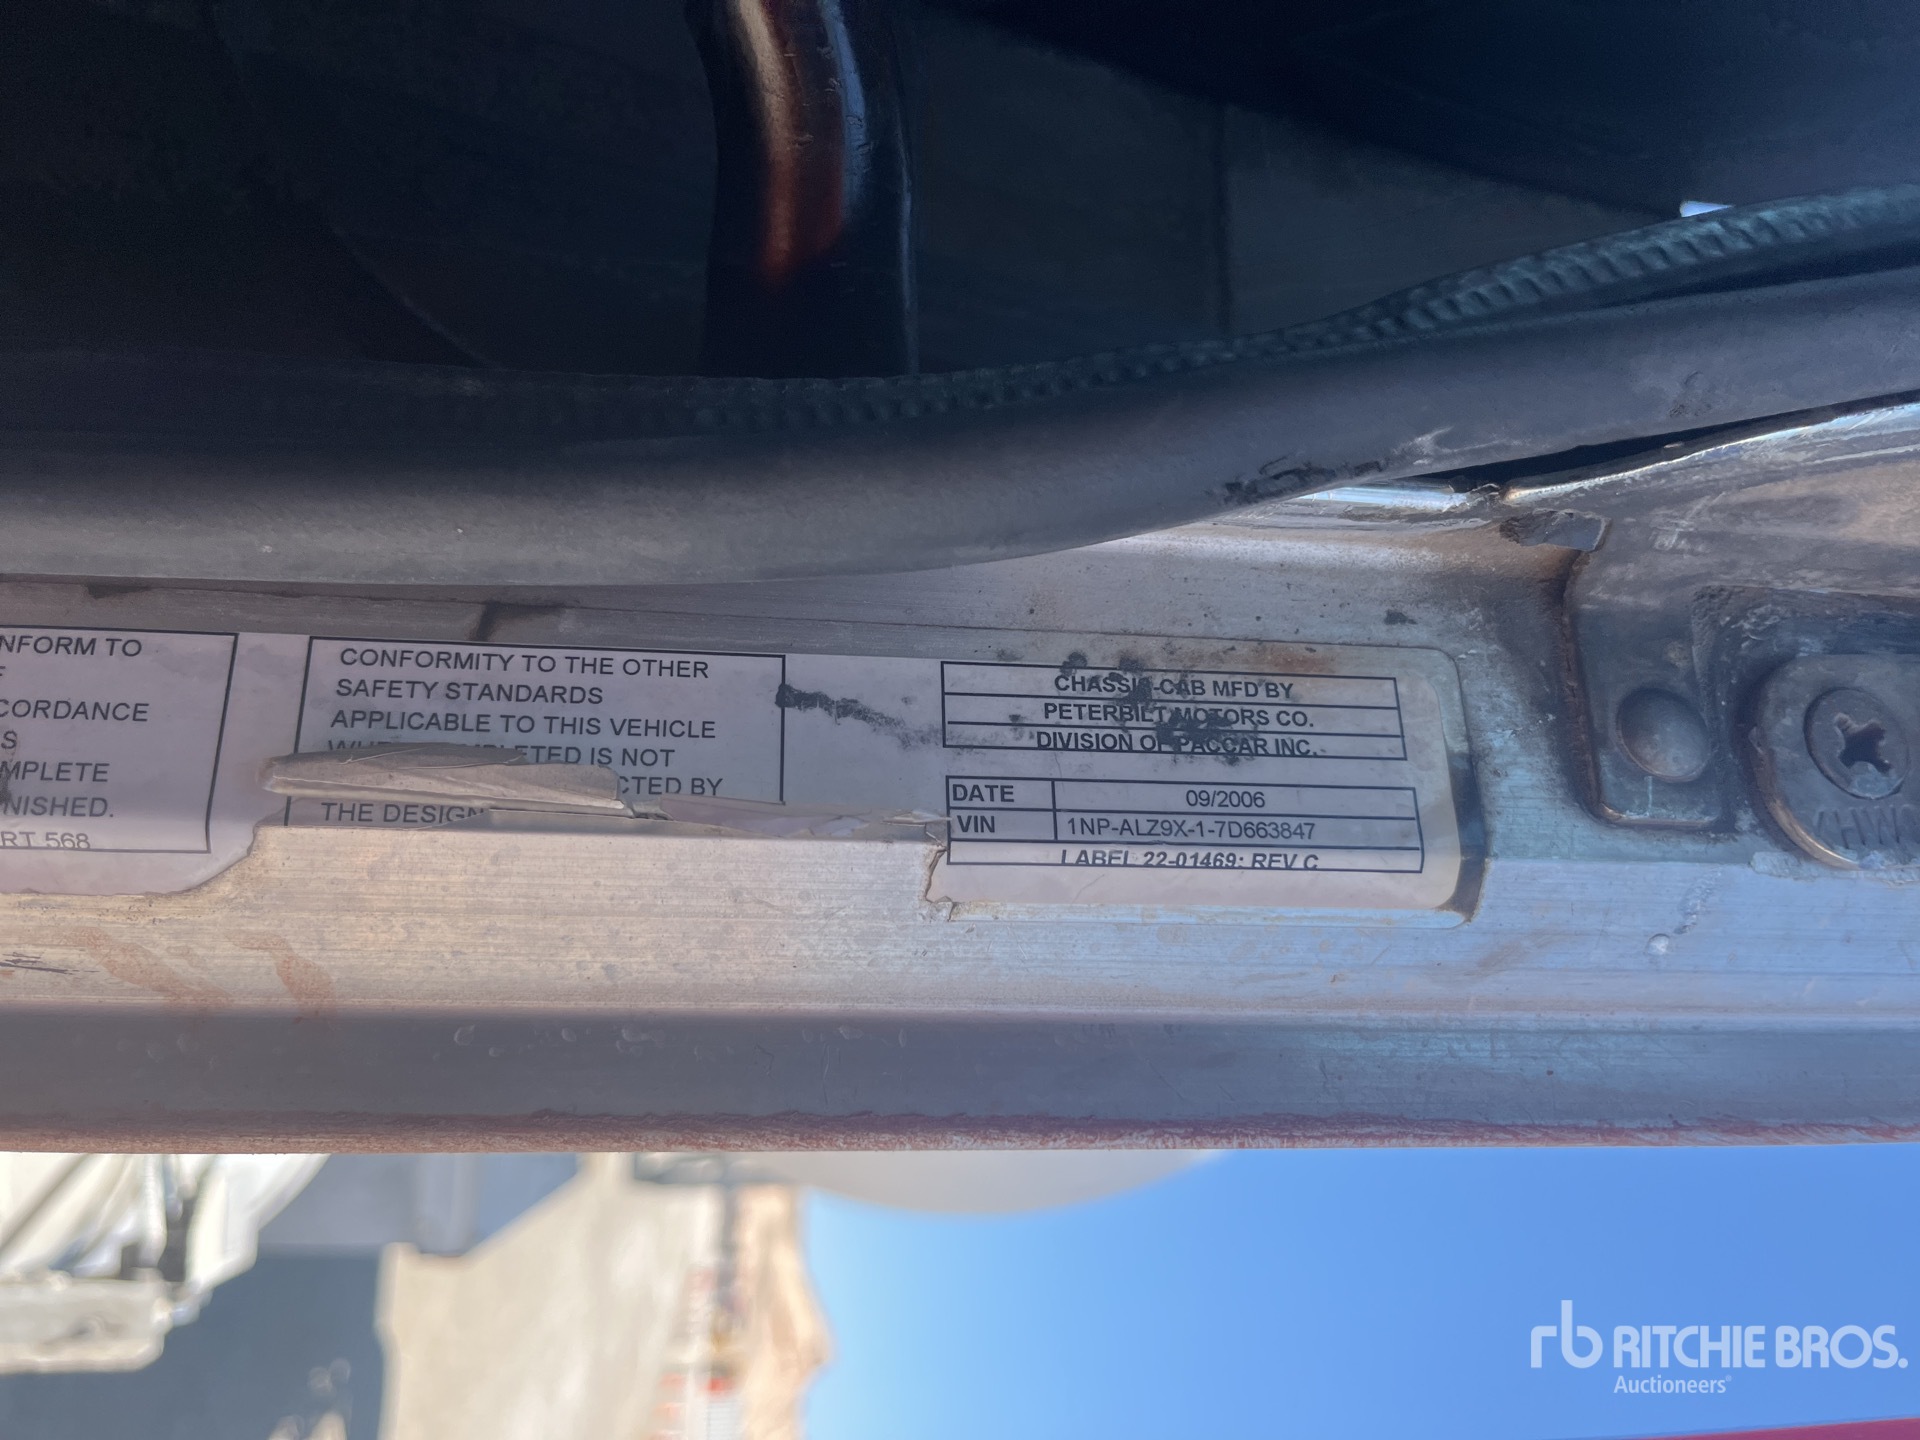 NFORM TO
CORDANCE
S
MPLETE
NISHED.
RT 568
CONFORMITY TO THE OTHER
SAFETY STANDARDS
APPLICABLE TO THIS VEHICLE
IS NOT
CTED BY
THE DESIGN
CHASSIS-CAB MFD BY
PETERBILT MOTORS CO.
DIVISION OF PACCAR INC.
DATE 09/2006
VIN 1NP-ALZ9X-1-7D663847
LABEL 22-01469: REV C
rb RITCHIE BROS.
Auctioneers